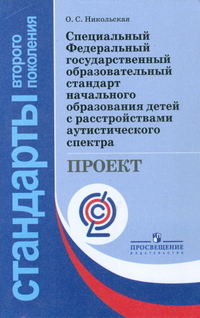 О. С. Никольская
Специальный
Федеральный
государственный
образовательный
стандарт
начального
образования детей
с расстройствами
аутистического
спектра
ПРОЕКТ
стандарты
второго
поколения
ПРОСВЕЩЕНИЕ
ИЗДАТЕЛЬСТВО